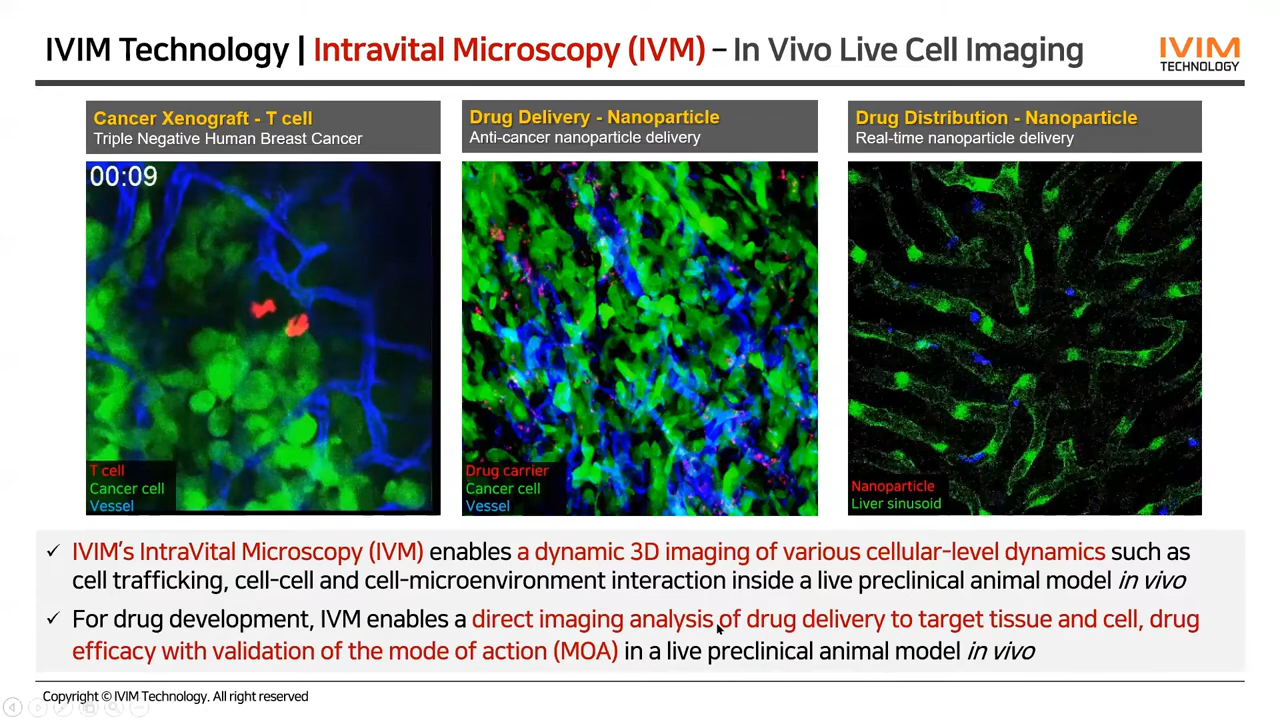 IVIM Technology | Intravital Microscopy (IVM) – In Vivo Live Cell Imaging
IVIM
TECHNOLOGY
Cancer Xenograft - T cell
Triple Negative Human Breast Cancer
00:09
T cell
Cancer cell
Vessel
Drug Delivery - Nanoparticle
Anti-cancer nanoparticle delivery
Drug carrier
Cancer cell
Vessel
Drug Distribution - Nanoparticle
Real-time nanoparticle delivery
Nanoparticle
Liver sinusoid
✓ IVIM's IntraVital Microscopy (IVM) enables a dynamic 3D imaging of various cellular-level dynamics such as
cell trafficking, cell-cell and cell-microenvironment interaction inside a live preclinical animal model in vivo
✓ For drug development, IVM enables a direct imaging analysis of drug delivery to target tissue and cell, drug
efficacy with validation of the mode of action (MOA) in a live preclinical animal model in vivo
Copyright © IVIM Technology. All right reserved